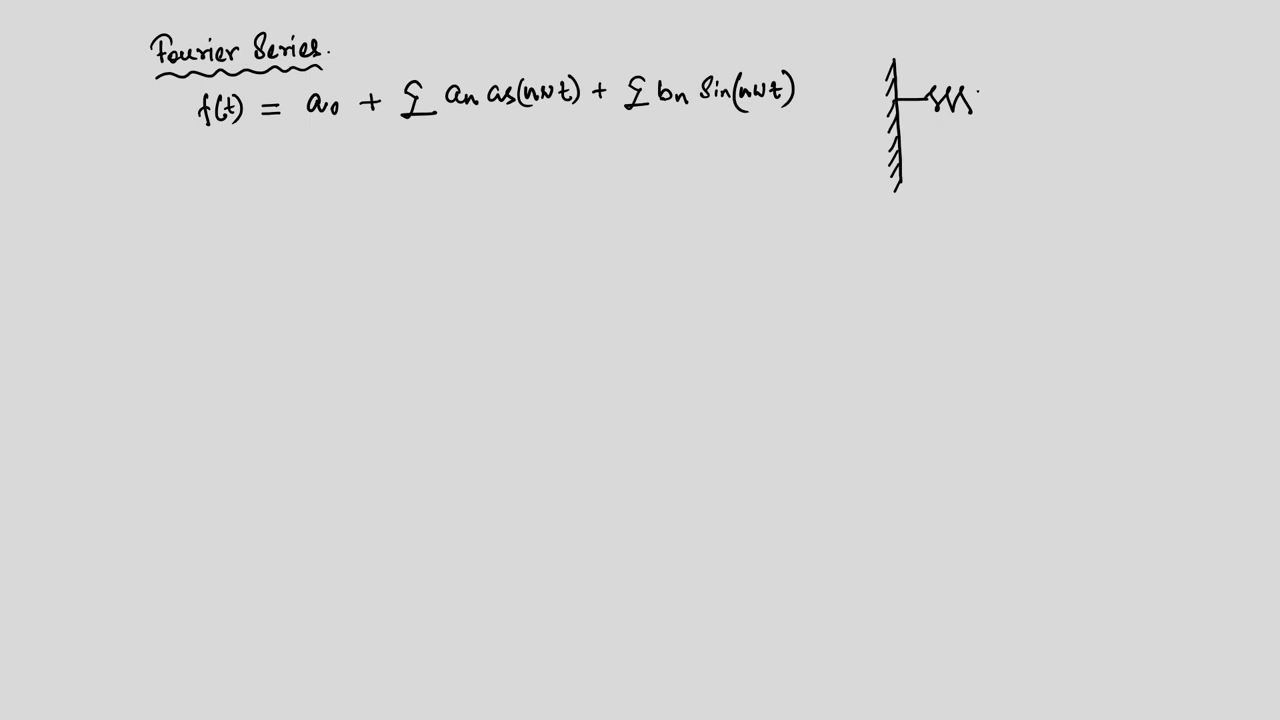 Fourier Series.
f(t) = a₀ + Σ aₙ cos(nωt) + Σ bₙ Sin(nωt)